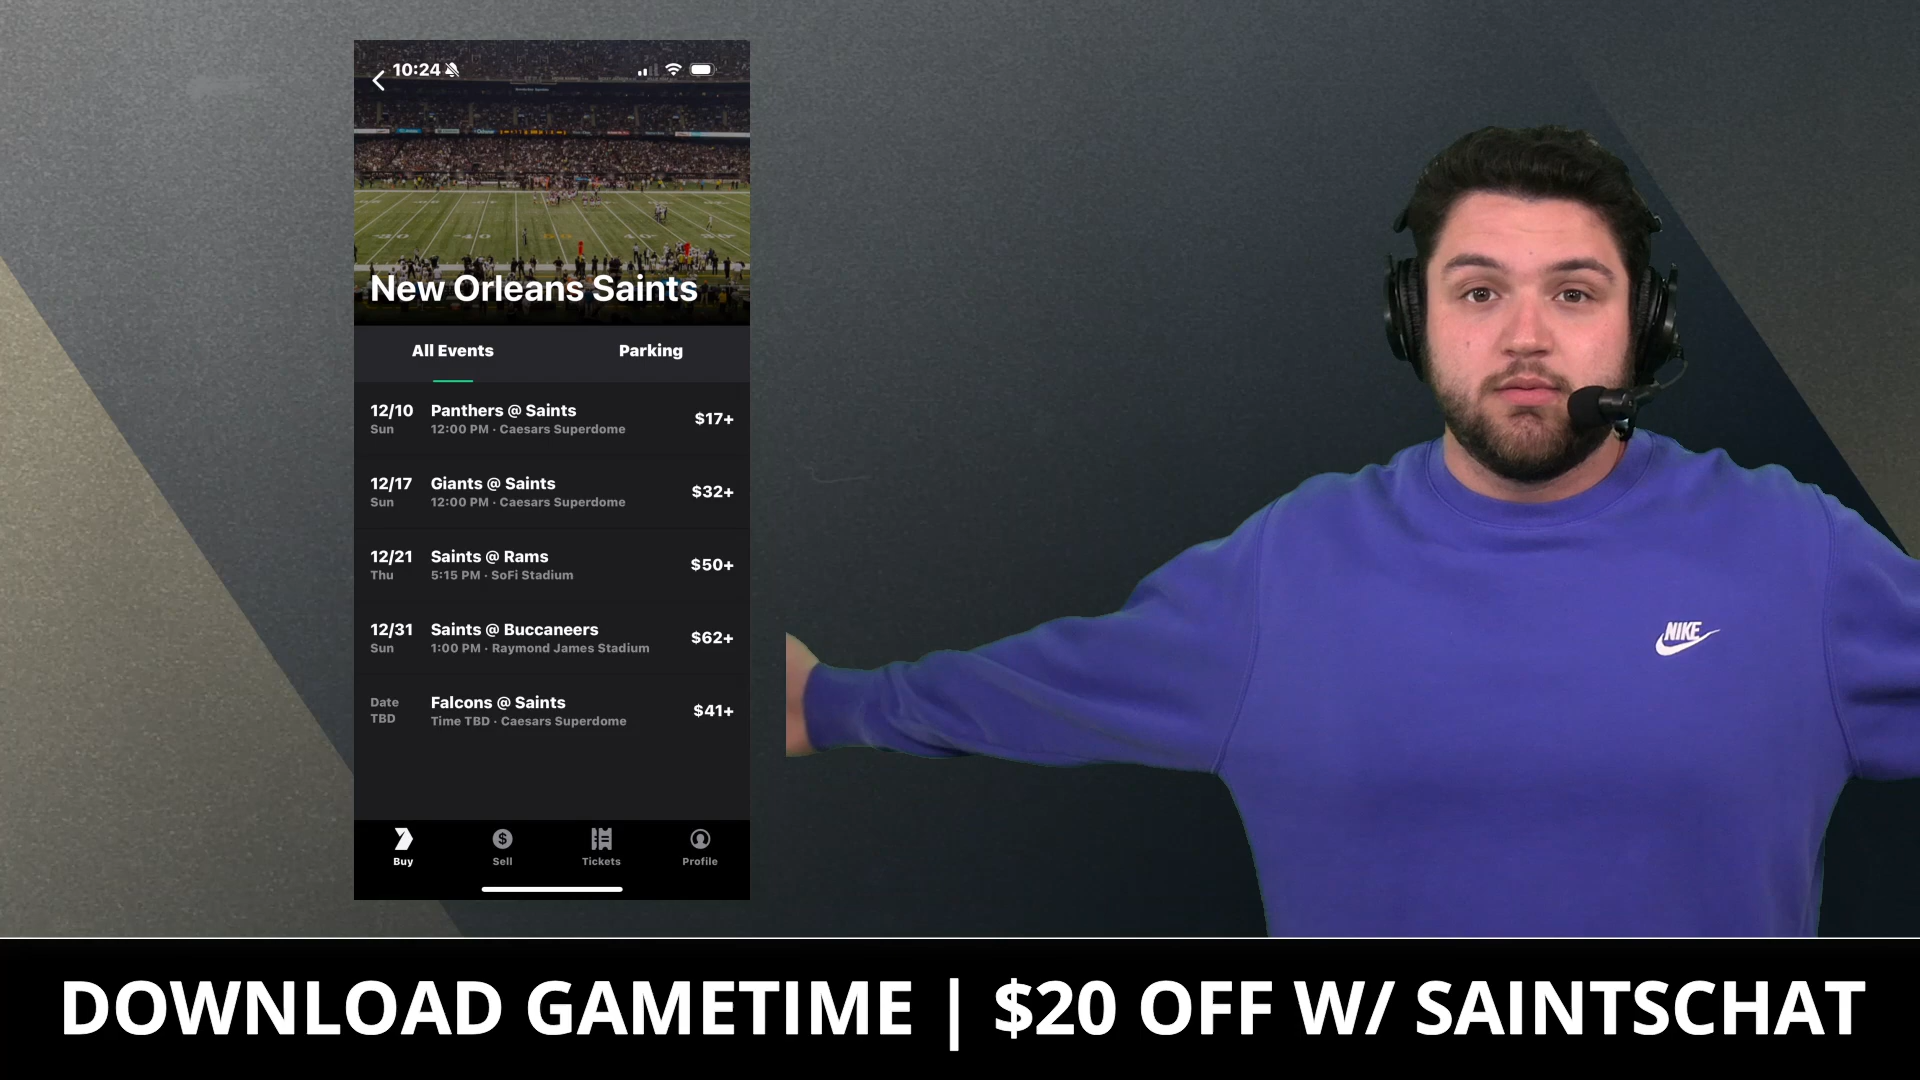 10:24
New Orleans Saints
All Events
Parking
12/10
Sun
Panthers @ Saints
12:00 PM · Caesars Superdome
$17+
12/17
Sun
Giants @ Saints
12:00 PM · Caesars Superdome
$32+
12/21
Thu
Saints @ Rams
5:15 PM · SoFi Stadium
$50+
12/31
Sun
Saints @ Buccaneers
1:00 PM · Raymond James Stadium
$62+
Date
TBD
Falcons @ Saints
Time TBD · Caesars Superdome
$41+
Buy
Sell
Tickets
Profile
NIKE
DOWNLOAD GAMETIME | $20 OFF W/ SAINTSCHAT